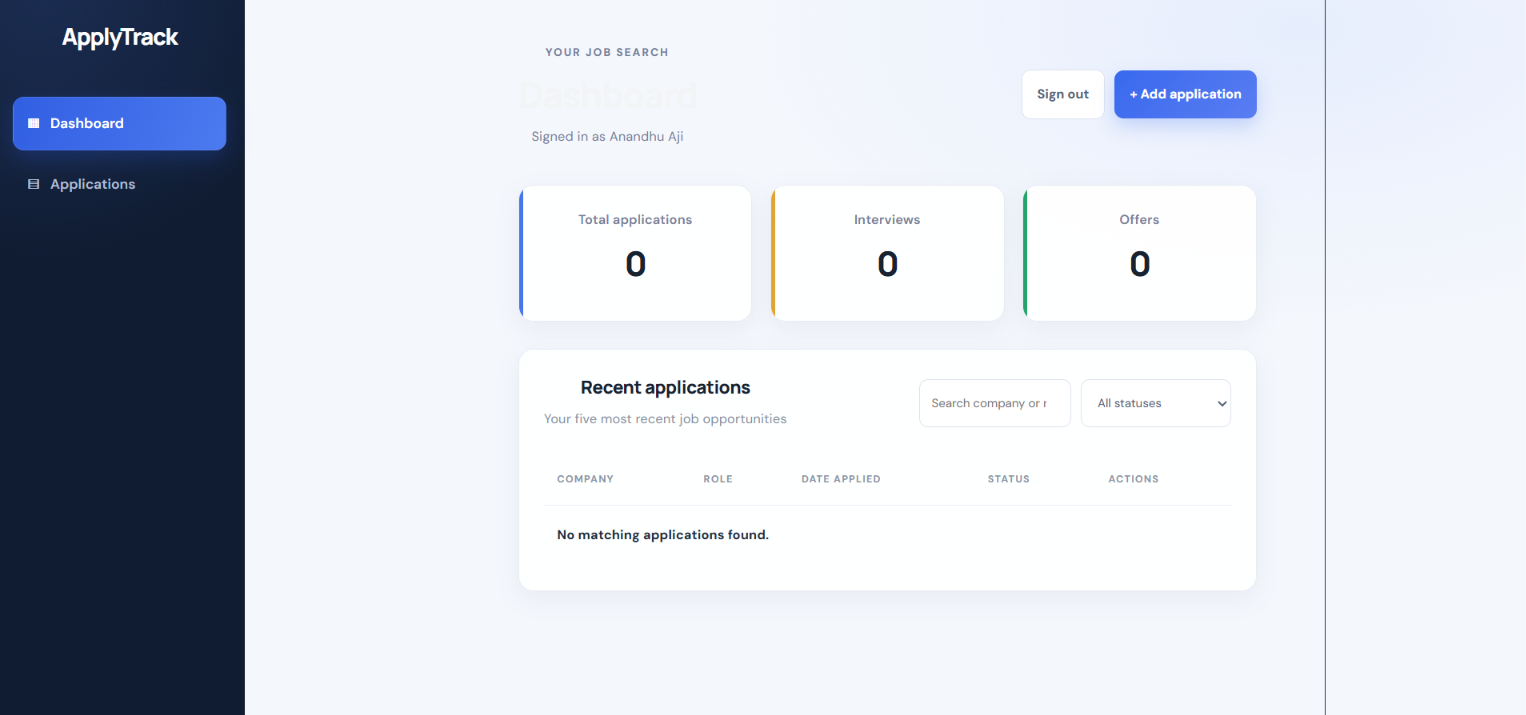 ApplyTrack
Dashboard
Applications
YOUR JOB SEARCH
Dashboard
Signed in as Anandhu Aji
Sign out
+ Add application
Total applications
0
Interviews
0
Offers
0
Recent applications
Your five most recent job opportunities
Search company or r
All statuses
COMPANY ROLE DATE APPLIED STATUS ACTIONS
No matching applications found.